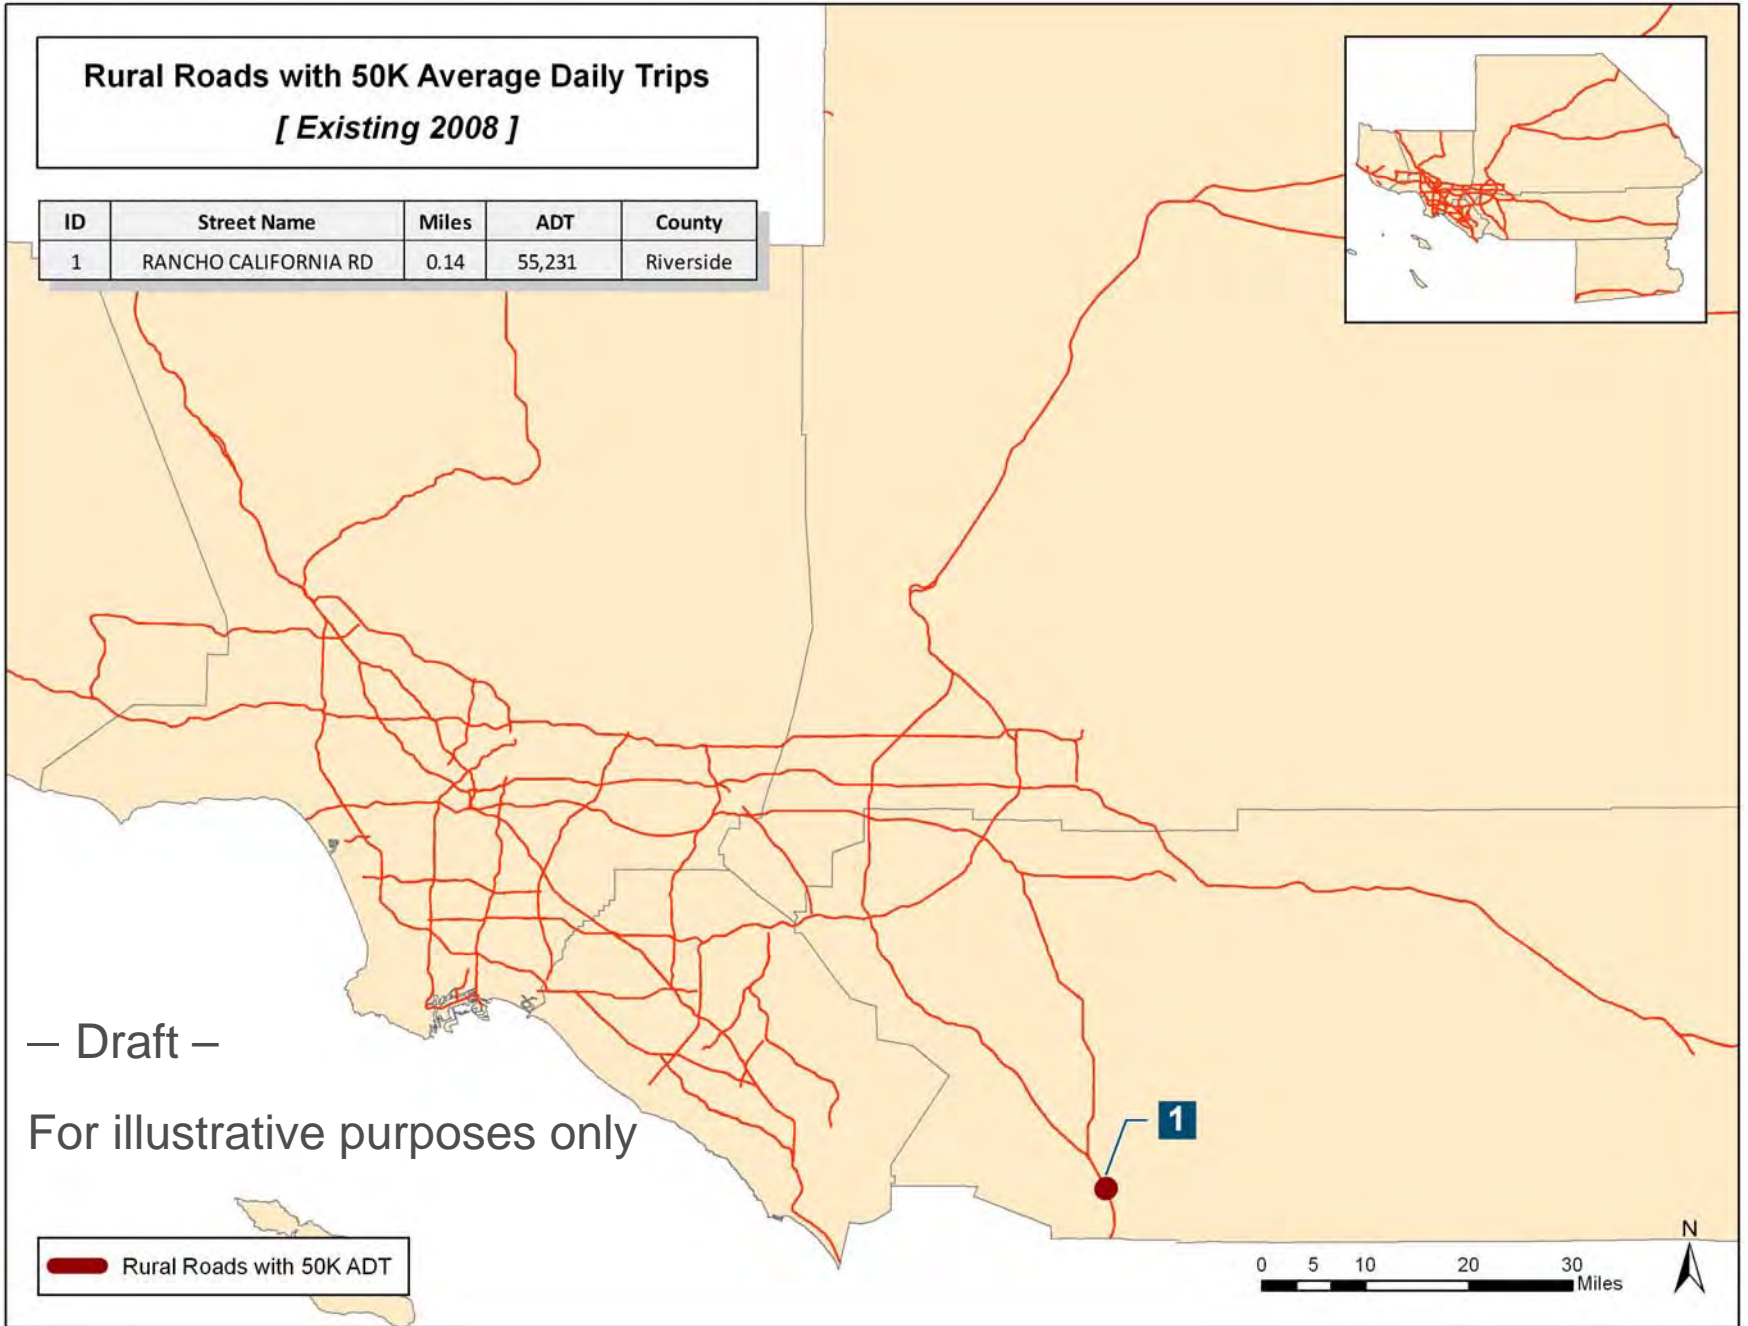 Rural Roads with 50K Average Daily Trips
[ Existing 2008 ]
ID Street Name Miles ADT County
1 RANCHO CALIFORNIA RD 0.14 55,231 Riverside
– Draft –
For illustrative purposes only
1
Rural Roads with 50K ADT
N
0 5 10 20 30
Miles